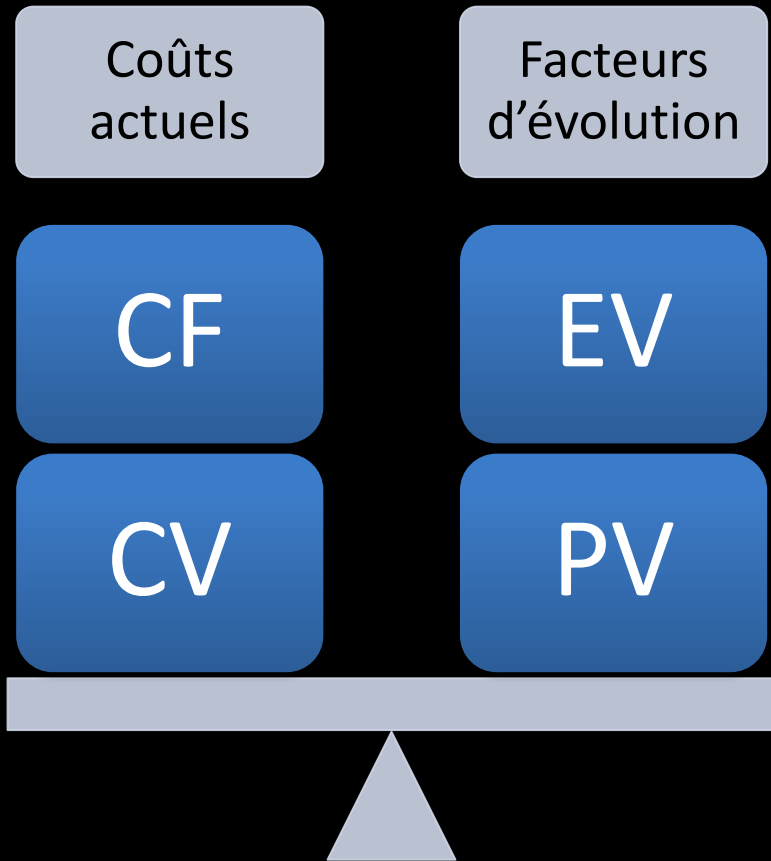 Coûts
actuels
Facteurs
d’évolution
CF
EV
CV
PV